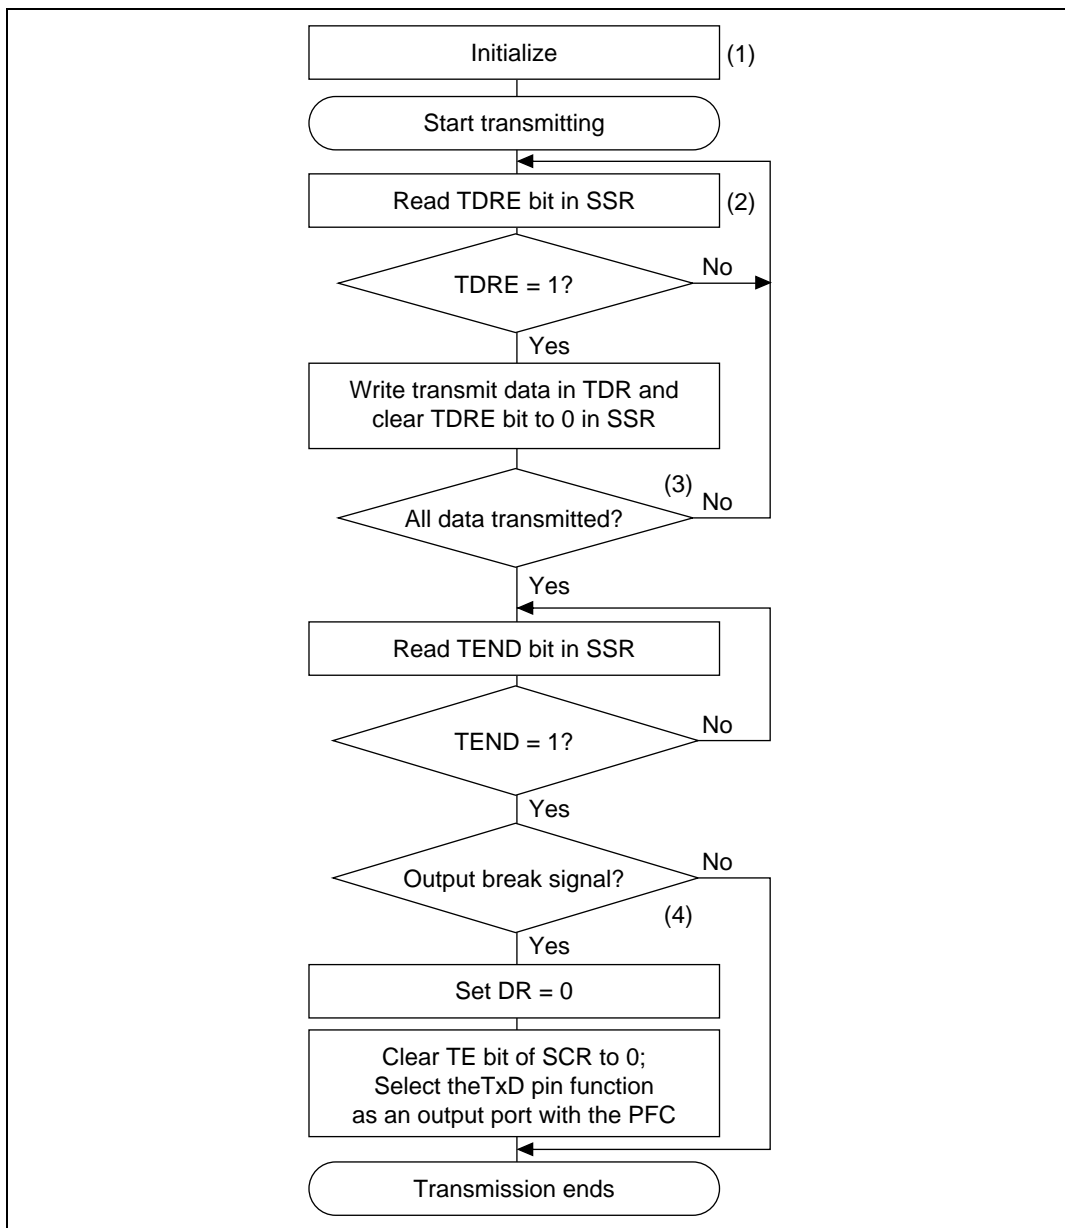 Initialize
(1)
Start transmitting
Read TDRE bit in SSR
(2)
TDRE = 1?
No
Yes
Write transmit data in TDR and
clear TDRE bit to 0 in SSR
(3)
All data transmitted?
No
Yes
Read TEND bit in SSR
TEND = 1?
No
Yes
Output break signal?
No
(4)
Yes
Set DR = 0
Clear TE bit of SCR to 0;
Select theTxD pin function
as an output port with the PFC
Transmission ends